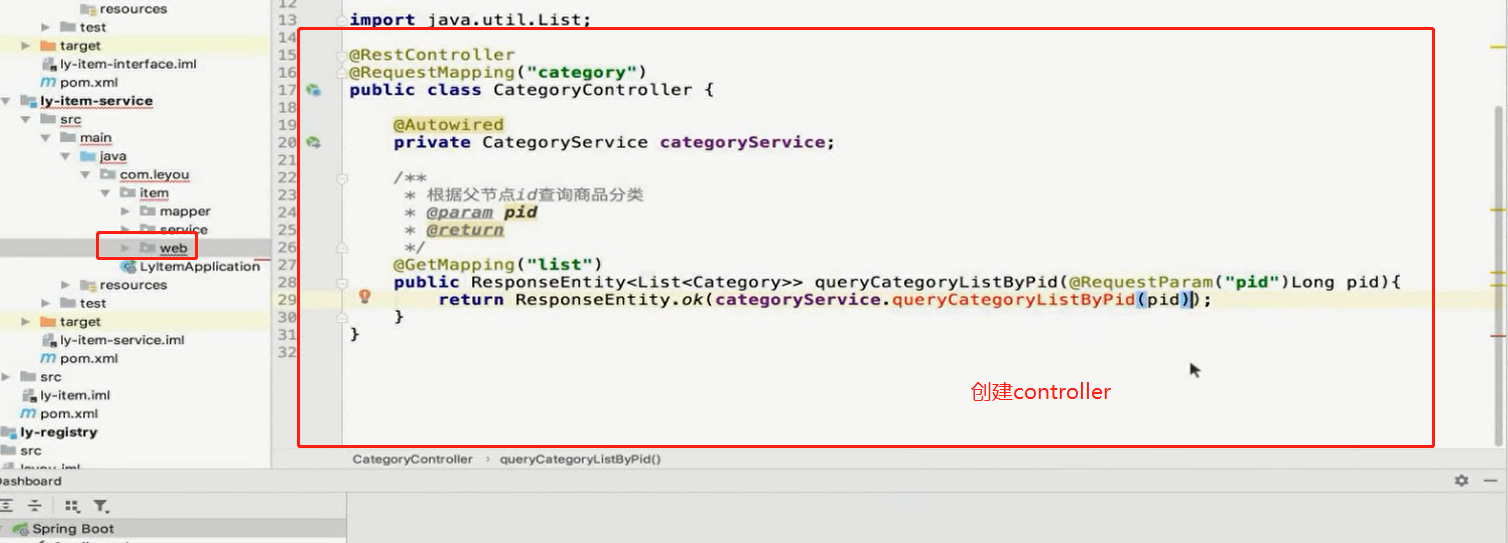 resources
test
target
ly-item-interface.iml
pom.xml
ly-item-service
src
main
java
com.leyou
item
mapper
service
web
LyItemApplication
resources
test
target
ly-item-service.iml
pom.xml
src
ly-item.iml
pom.xml
ly-registry
src
leyou.iml
12
13 import java.util.List;
14
15 @RestController
16 @RequestMapping("category")
17 public class CategoryController {
18
19 @Autowired
20 private CategoryService categoryService;
21
22 /**
23 * 根据父节点id查询商品分类
24 * @param pid
25 * @return
26 */
27 @GetMapping("list")
28 public ResponseEntity<List<Category>> queryCategoryListByPid(@RequestParam("pid")Long pid){
29 return ResponseEntity.ok(categoryService.queryCategoryListByPid(pid));
30 }
31 }
32
创建controller
CategoryController › queryCategoryListByPid()
Dashboard
Spring Boot